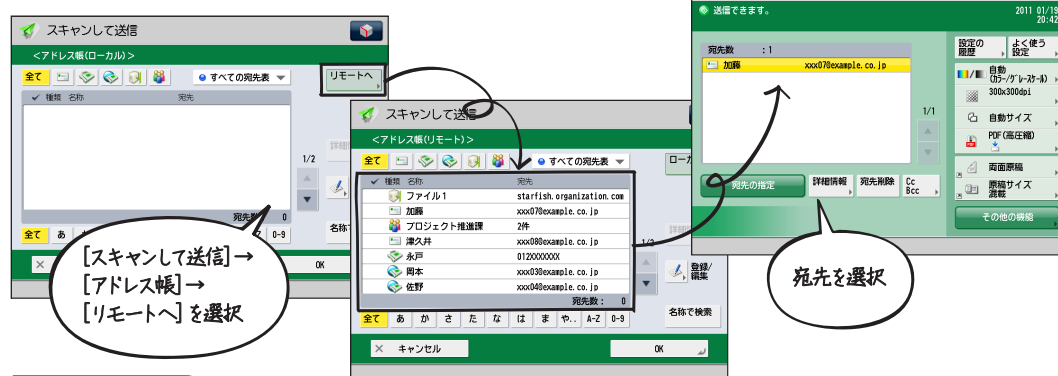 スキャンして送信
<アドレス帳(ローカル)>
全て
すべての宛先表
リモートへ
種類 名称 宛先
1/2
宛先
0
全て あ
Z 0-9
名称で
OK
[スキャンして送信]→
[アドレス帳]→
[リモートへ]を選択
スキャンして送信
<アドレス帳(リモート)>
全て
すべての宛先表
種類 名称 宛先
ファイル1 starfish.organization.com
加藤 xxx070example.co.jp
プロジェクト推進課 2件
津久井 xxx080example.co.jp
永戸 012XXXXXXX
岡本 xxx030example.co.jp
佐野 xxx040example.co.jp
宛先数: 0
登録/
編集
全て あ か さ た な は ま や.. A-Z 0-9
名称で検索
キャンセル
OK
送信できます。
2011 01/19
20:42
宛先数 :1
加藤 xxx070example.co.jp
1/1
宛先の指定
詳細情報
宛先削除
Cc
Bcc
設定の
履歴
よく使う
設定
自動
(カラー/グレースケール)
300x300dpi
自動サイズ
PDF(高圧縮)
両面原稿
原稿サイズ
混載
その他の機能
宛先を選択